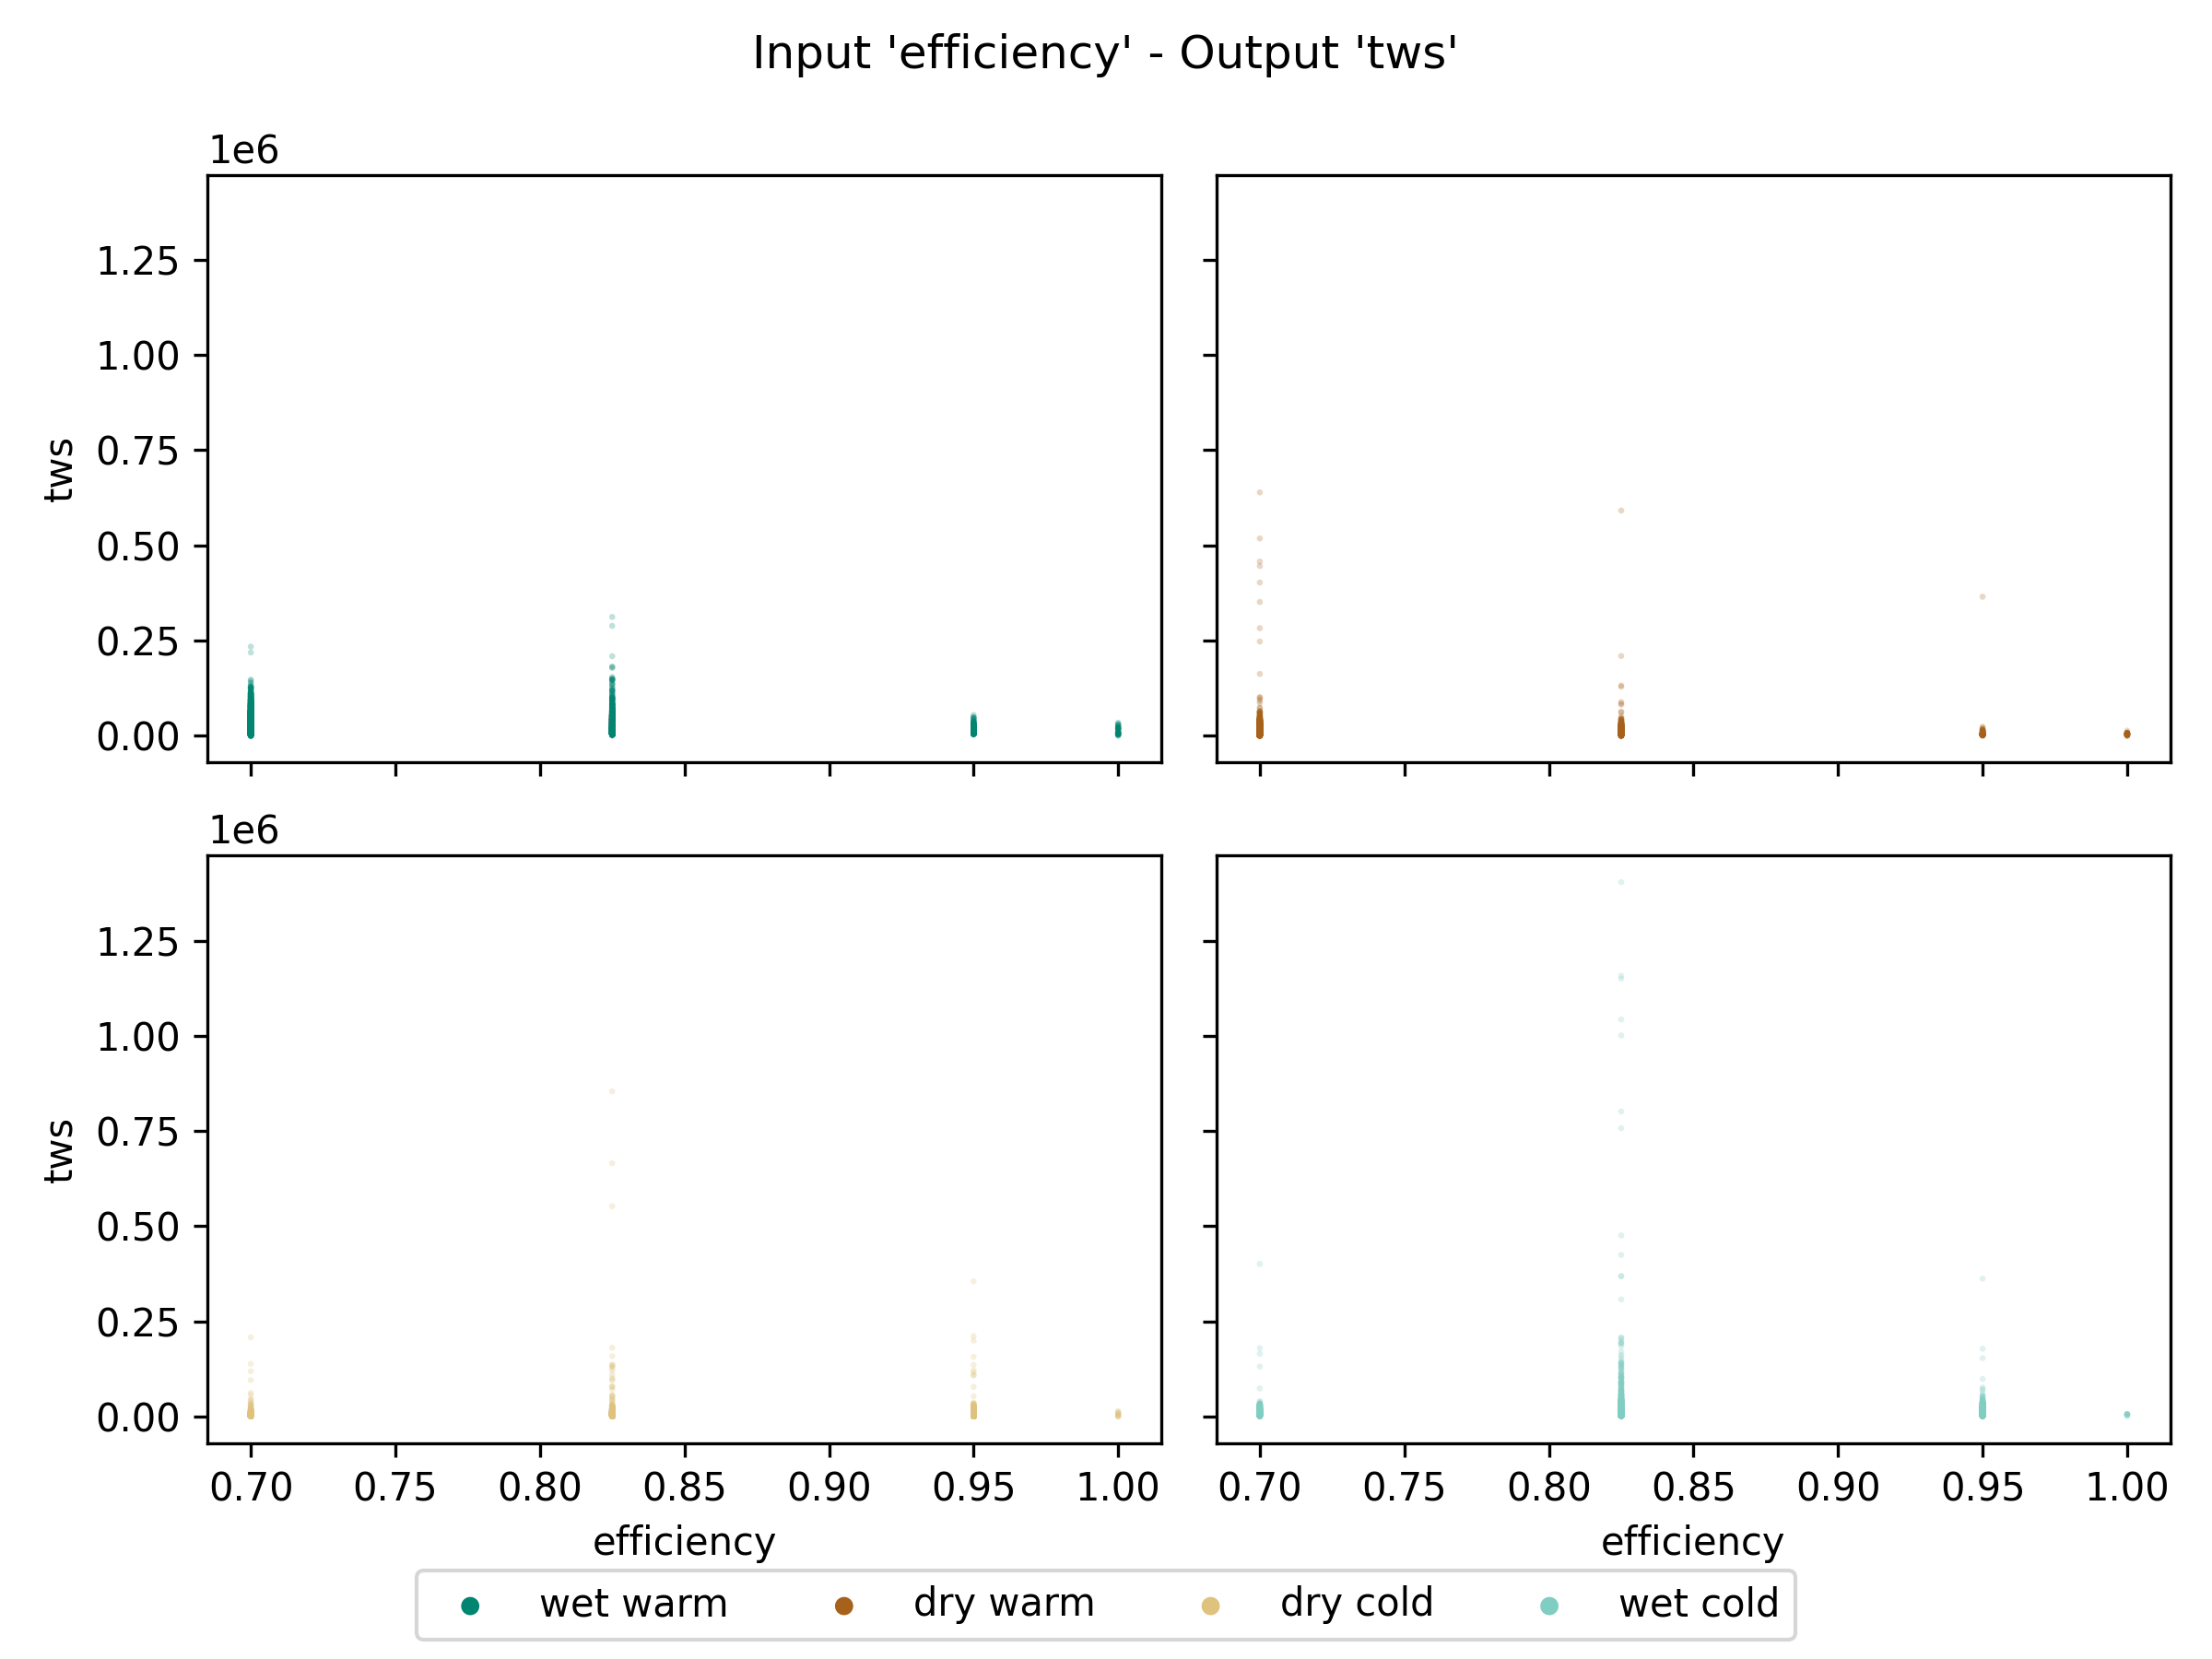 Input 'efficiency' - Output 'tws'
1e6
1.25
1.00
0.75
0.50
0.25
0.00
tws
1e6
1.25
1.00
0.75
0.50
0.25
0.00
tws
0.70 0.75 0.80 0.85 0.90 0.95 1.00
0.70 0.75 0.80 0.85 0.90 0.95 1.00
efficiency
efficiency
wet warm dry warm dry cold wet cold